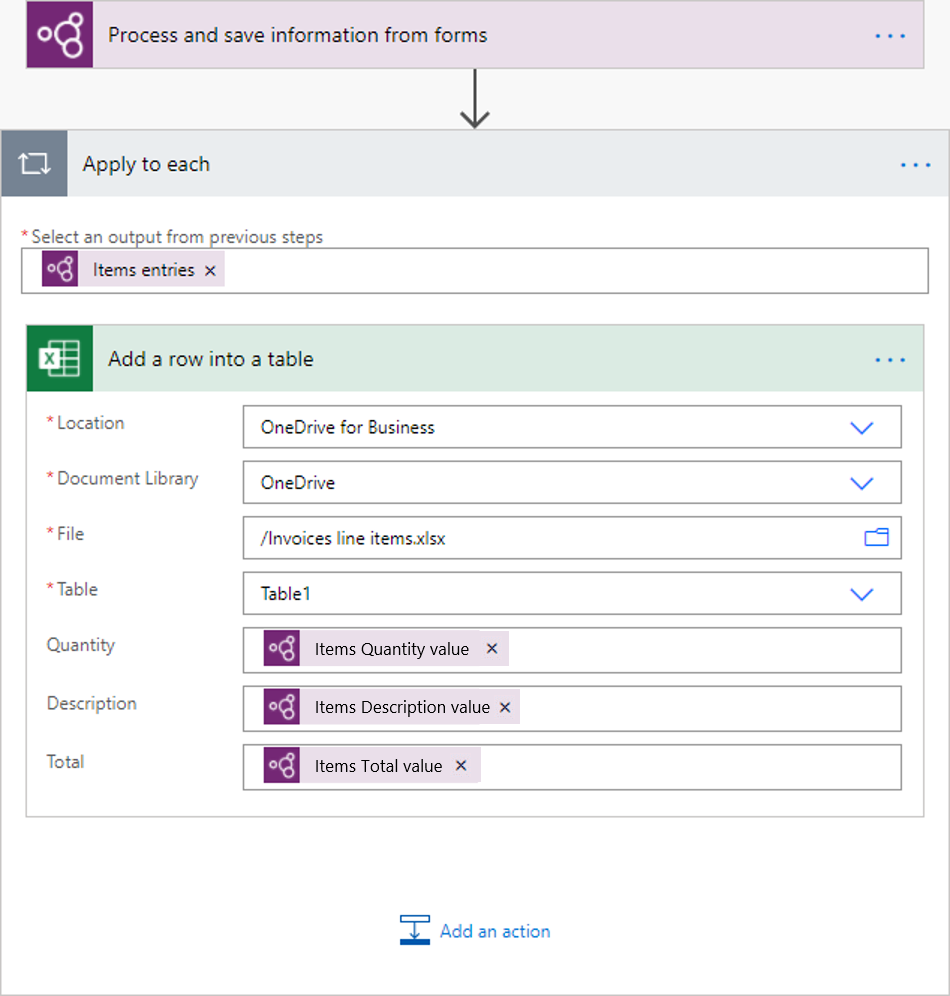 Process and save information from forms
Apply to each
* Select an output from previous steps
Items entries
Add a row into a table
* Location
OneDrive for Business
* Document Library
OneDrive
* File
/Invoices line items.xlsx
* Table
Table1
Quantity
Items Quantity value
Description
Items Description value
Total
Items Total value
Add an action